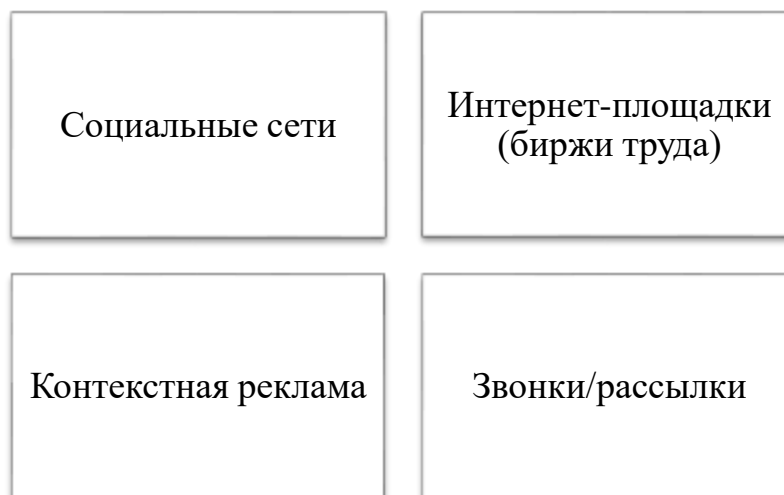 Социальные сети
Интернет-площадки
(биржи труда)
Контекстная реклама
Звонки/рассылки